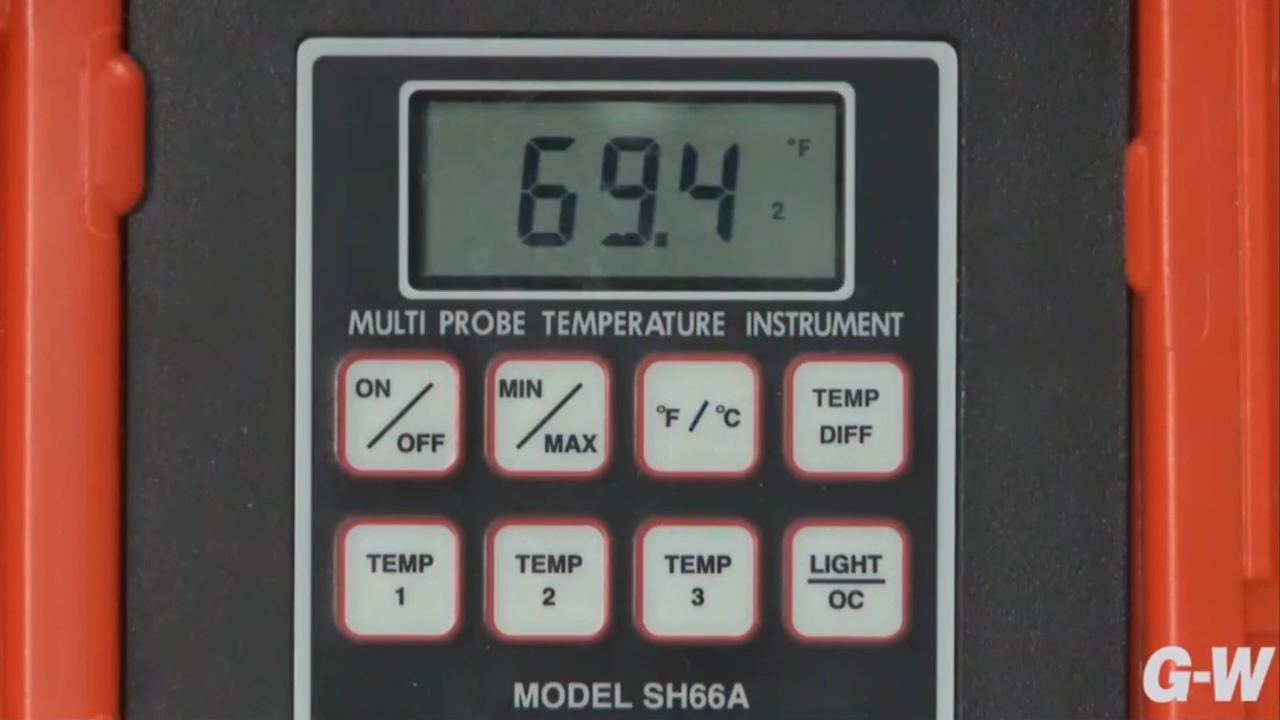 69.4 °F
2
MULTI PROBE TEMPERATURE INSTRUMENT
ON/OFF MIN/MAX °F/°C TEMP DIFF
TEMP 1 TEMP 2 TEMP 3 LIGHT OC
MODEL SH66A
G-W